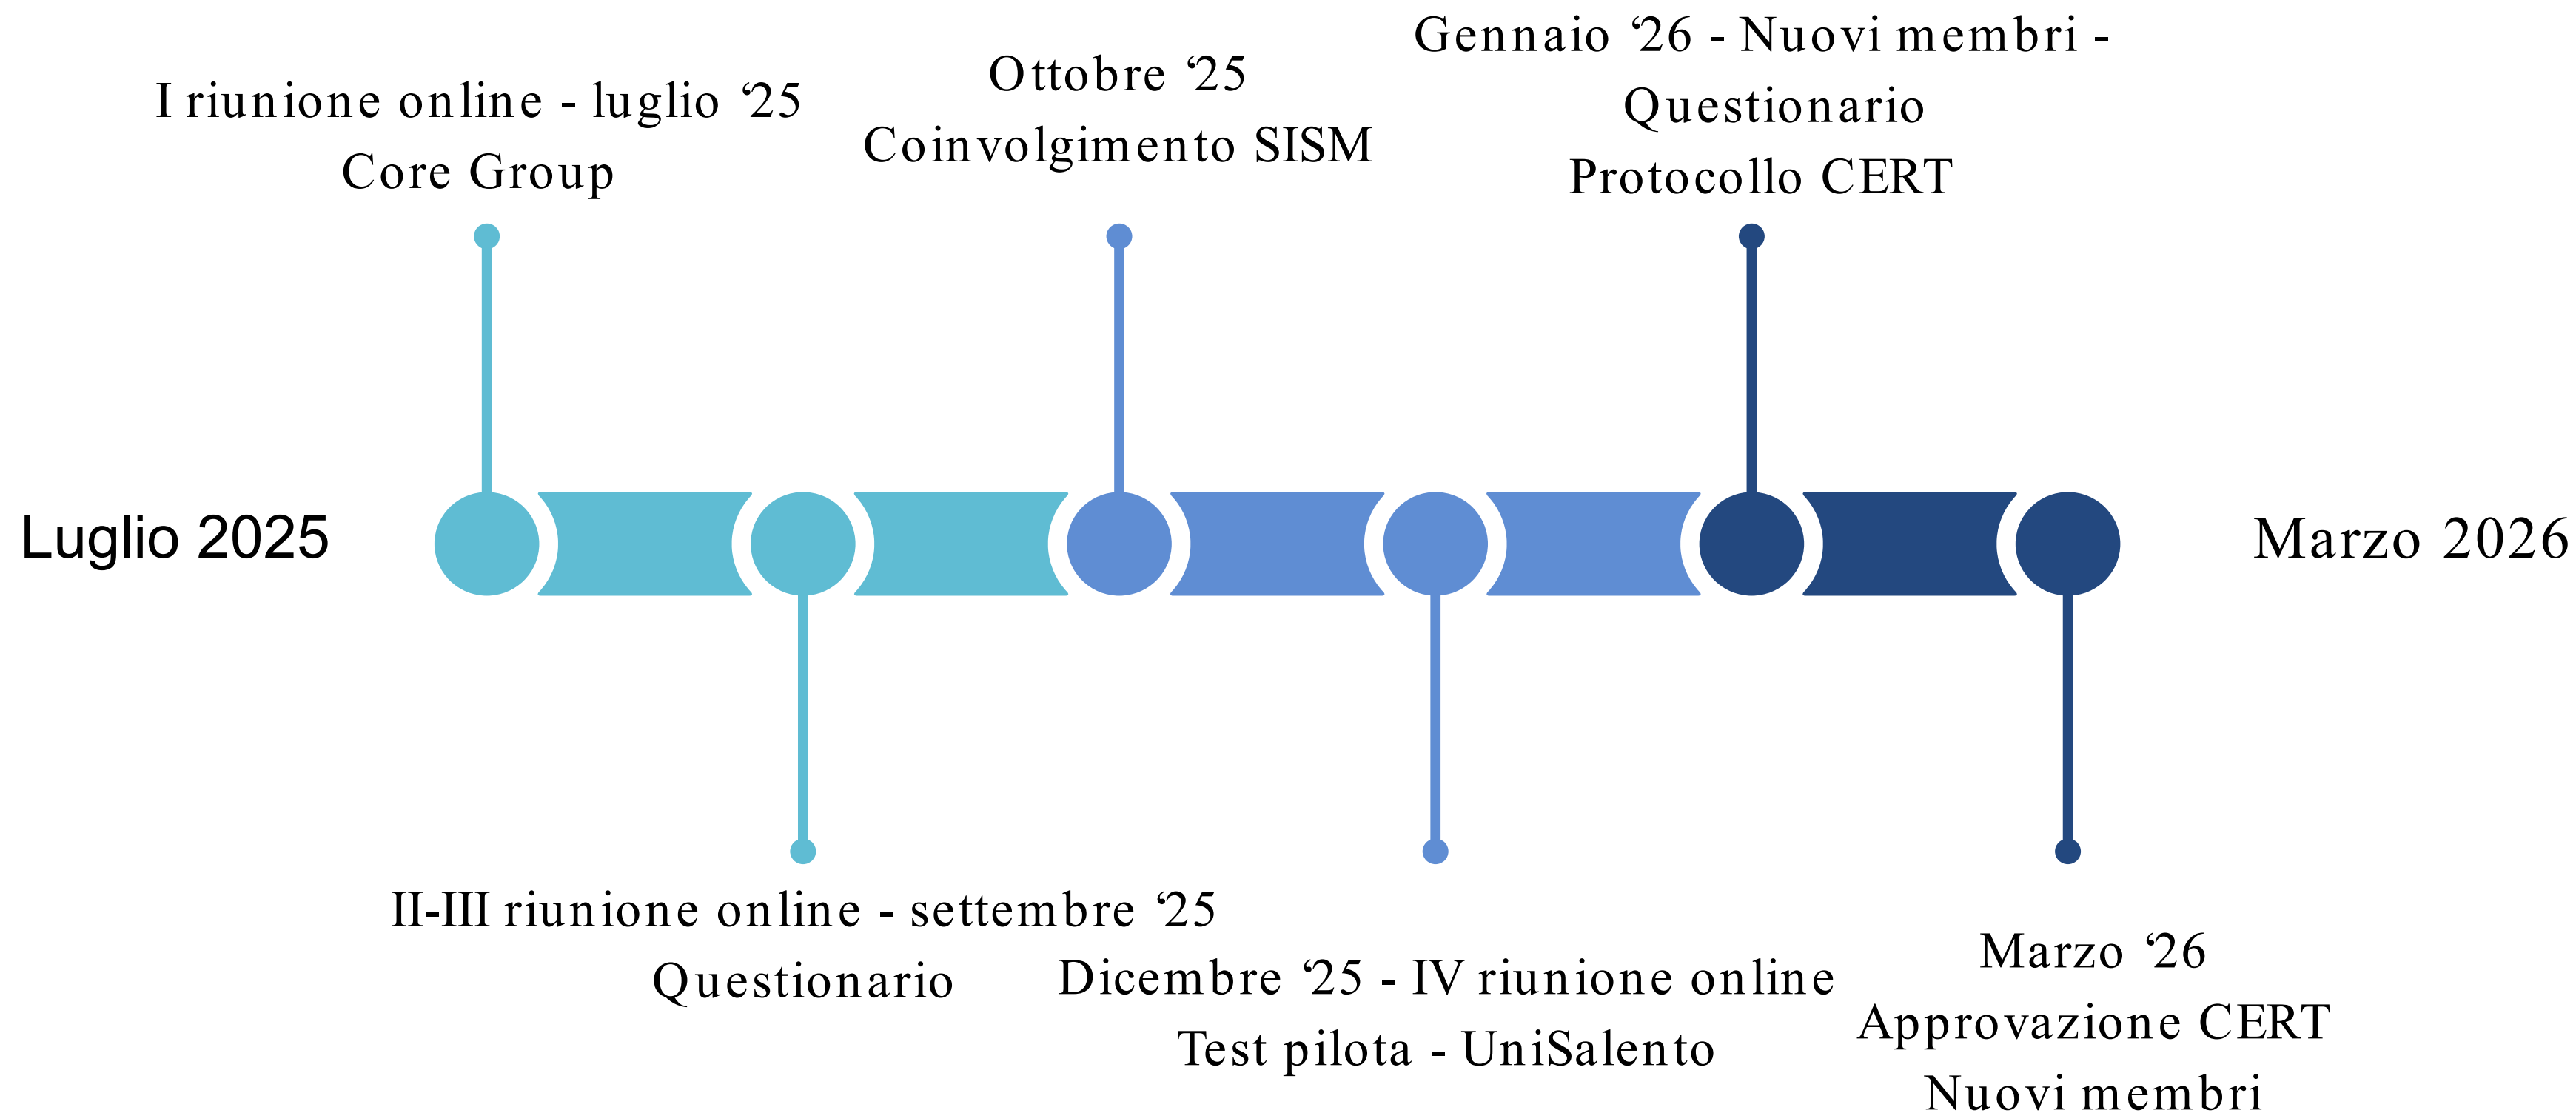 I riunione online - luglio ‘25
Core Group
Ottobre ‘25
Coinvolgimento SISM
Gennaio ‘26 - Nuovi membri -
Questionario
Protocollo CERT
Luglio 2025
Marzo 2026
II-III riunione online - settembre ‘25
Questionario
Dicembre ‘25 - IV riunione online
Test pilota - UniSalento
Marzo ‘26
Approvazione CERT
Nuovi membri